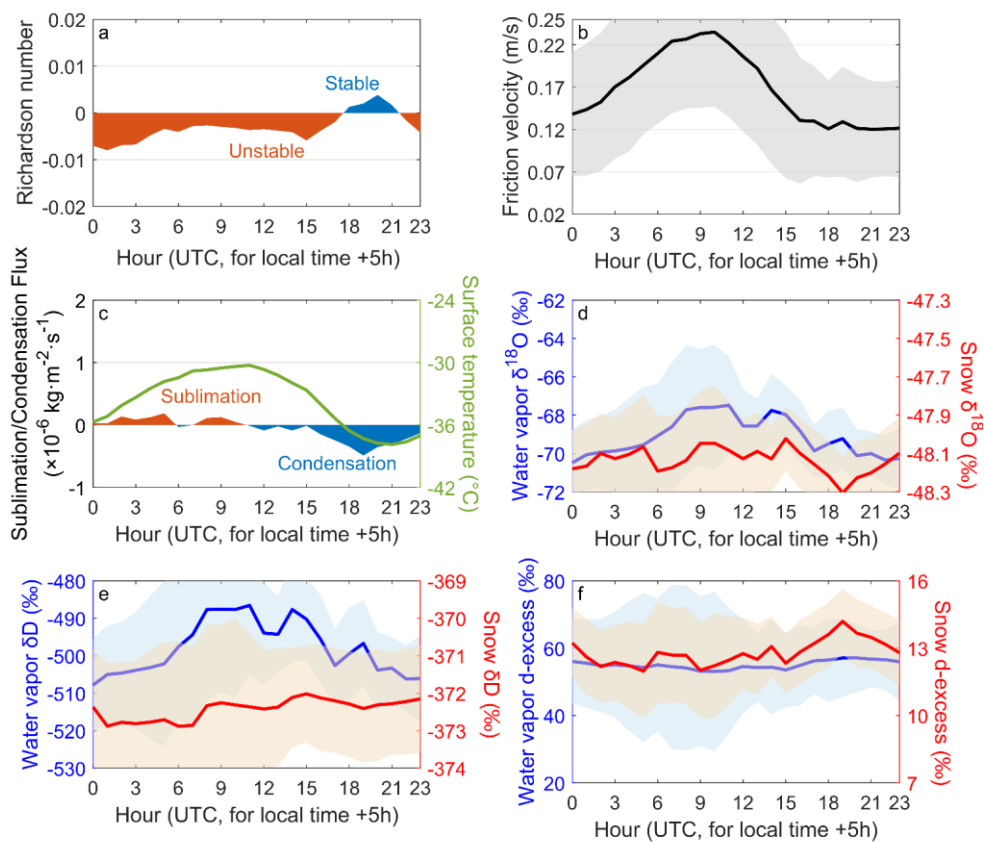 a
Richardson number
0.02
0.01
0
-0.01
-0.02
Stable
Unstable
0 3 6 9 12 15 18 21 23
Hour (UTC, for local time +5h)
b
Friction velocity (m/s)
0.25
0.22
0.17
0.12
0.07
0.02
0 3 6 9 12 15 18 21 23
Hour (UTC, for local time +5h)
c
Sublimation/Condensation Flux
(×10⁻⁶ kg·m⁻²·s⁻¹)
2
1
0
-1
Sublimation
Condensation
-24
-30
-36
-42
Surface temperature
(°C)
0 3 6 9 12 15 18 21 23
Hour (UTC, for local time +5h)
d
Water vapor δ¹⁸O (‰)
-62
-64
-66
-68
-70
-72
-47.3
-47.5
-47.7
-47.9
-48.1
-48.3
Snow δ¹⁸O
(‰)
0 3 6 9 12 15 18 21 23
Hour (UTC, for local time +5h)
e
Water vapor δD (‰)
-480
-490
-500
-510
-520
-530
-369
-370
-371
-372
-373
-374
Snow δD
(‰)
0 3 6 9 12 15 18 21 23
Hour (UTC, for local time +5h)
f
Water vapor d-excess (‰)
80
60
40
20
16
13
10
7
Snow d-excess
(‰)
0 3 6 9 12 15 18 21 23
Hour (UTC, for local time +5h)